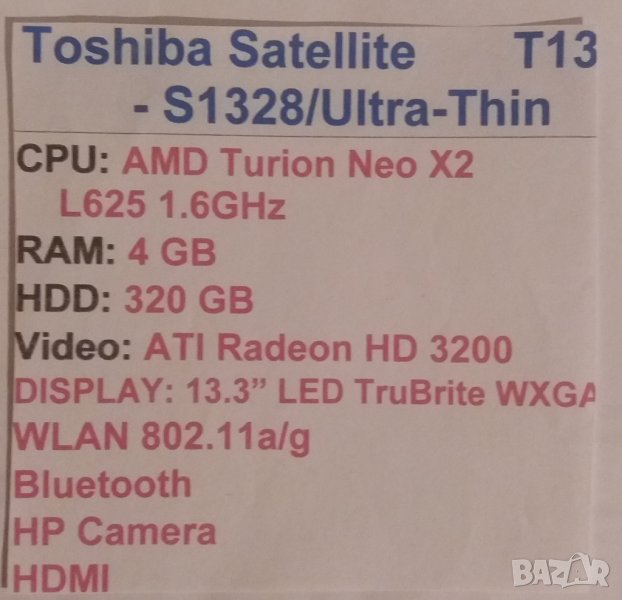 Toshiba Satellite T13
- S1328/Ultra-Thin
CPU: AMD Turion Neo X2
L625 1.6GHz
RAM: 4 GB
HDD: 320 GB
Video: ATI Radeon HD 3200
DISPLAY: 13.3” LED TruBrite WXGA
WLAN 802.11a/g
Bluetooth
HP Camera
HDMI
BAZAR